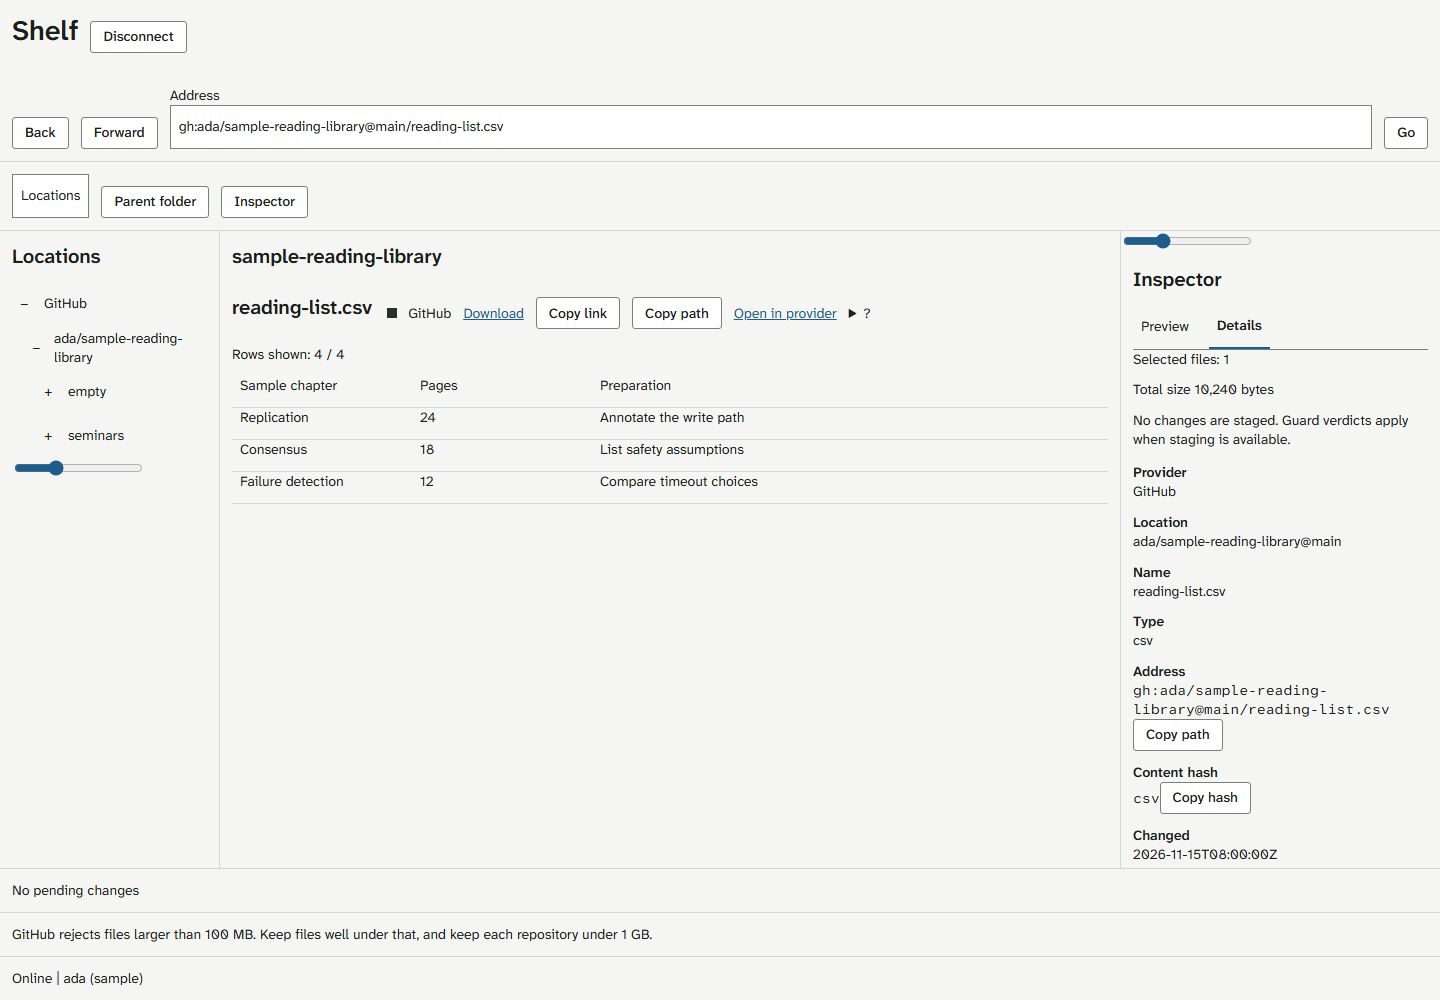 Shelf
Disconnect
Address
Back
Forward
gh:ada/sample-reading-library@main/reading-list.csv
Go
Locations
Parent folder
Inspector
Locations
– GitHub
– ada/sample-reading-
library
+ empty
+ seminars
sample-reading-library
reading-list.csv
GitHub
Download
Copy link
Copy path
Open in provider
?
Rows shown: 4 / 4
Sample chapter Pages Preparation
Replication 24 Annotate the write path
Consensus 18 List safety assumptions
Failure detection 12 Compare timeout choices
Inspector
Preview
Details
Selected files: 1
Total size 10,240 bytes
No changes are staged. Guard verdicts apply
when staging is available.
Provider
GitHub
Location
ada/sample-reading-library@main
Name
reading-list.csv
Type
csv
Address
gh:ada/sample-reading-
library@main/reading-list.csv
Copy path
Content hash
csv
Copy hash
Changed
2026-11-15T08:00:00Z
No pending changes
GitHub rejects files larger than 100 MB. Keep files well under that, and keep each repository under 1 GB.
Online | ada (sample)